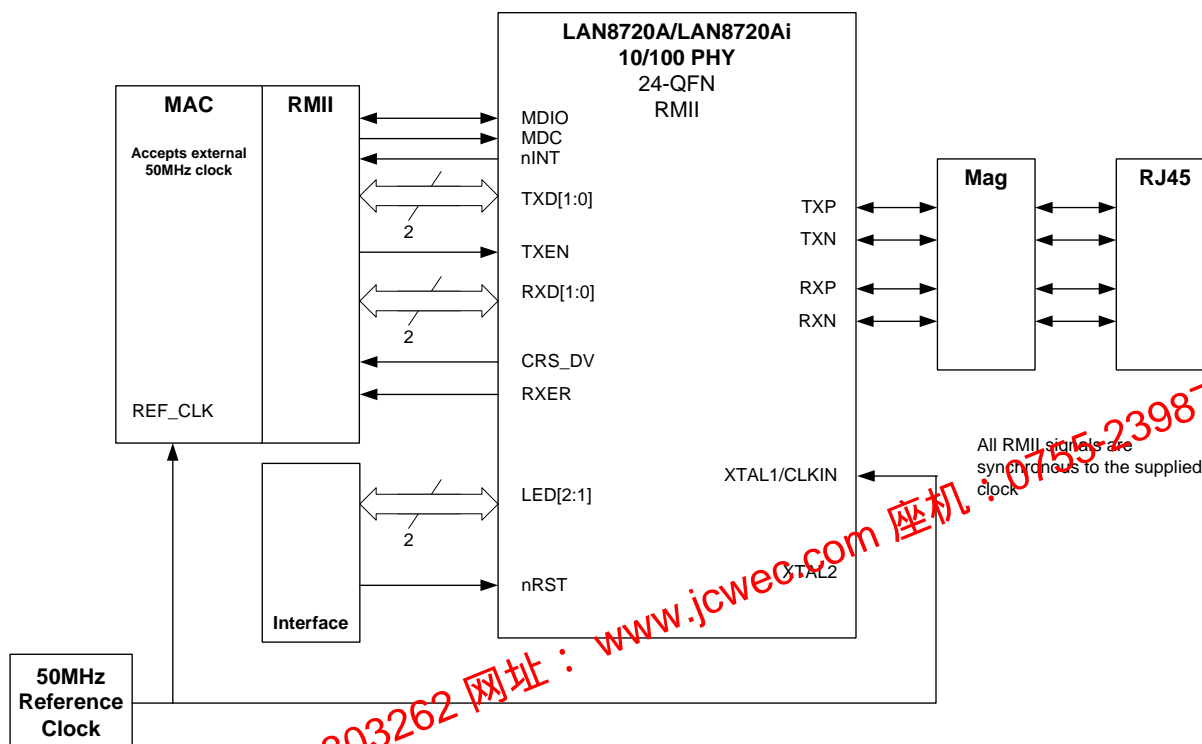 LAN8720A/LAN8720Ai
10/100 PHY
24-QFN
RMII
MAC
RMII
Accepts external
50MHz clock
MDIO
MDC
nINT
TXD[1:0]
2
TXEN
RXD[1:0]
2
CRS_DV
RXER
REF_CLK
TXP
TXN
RXP
RXN
Mag
RJ45
All RMII signals are
synchronous to the supplied
clock
XTAL1/CLKIN
XTAL2
LED[2:1]
2
nRST
Interface
50MHz
Reference
Clock
803262 网址： www.jcwec.com 座机：0755-2398